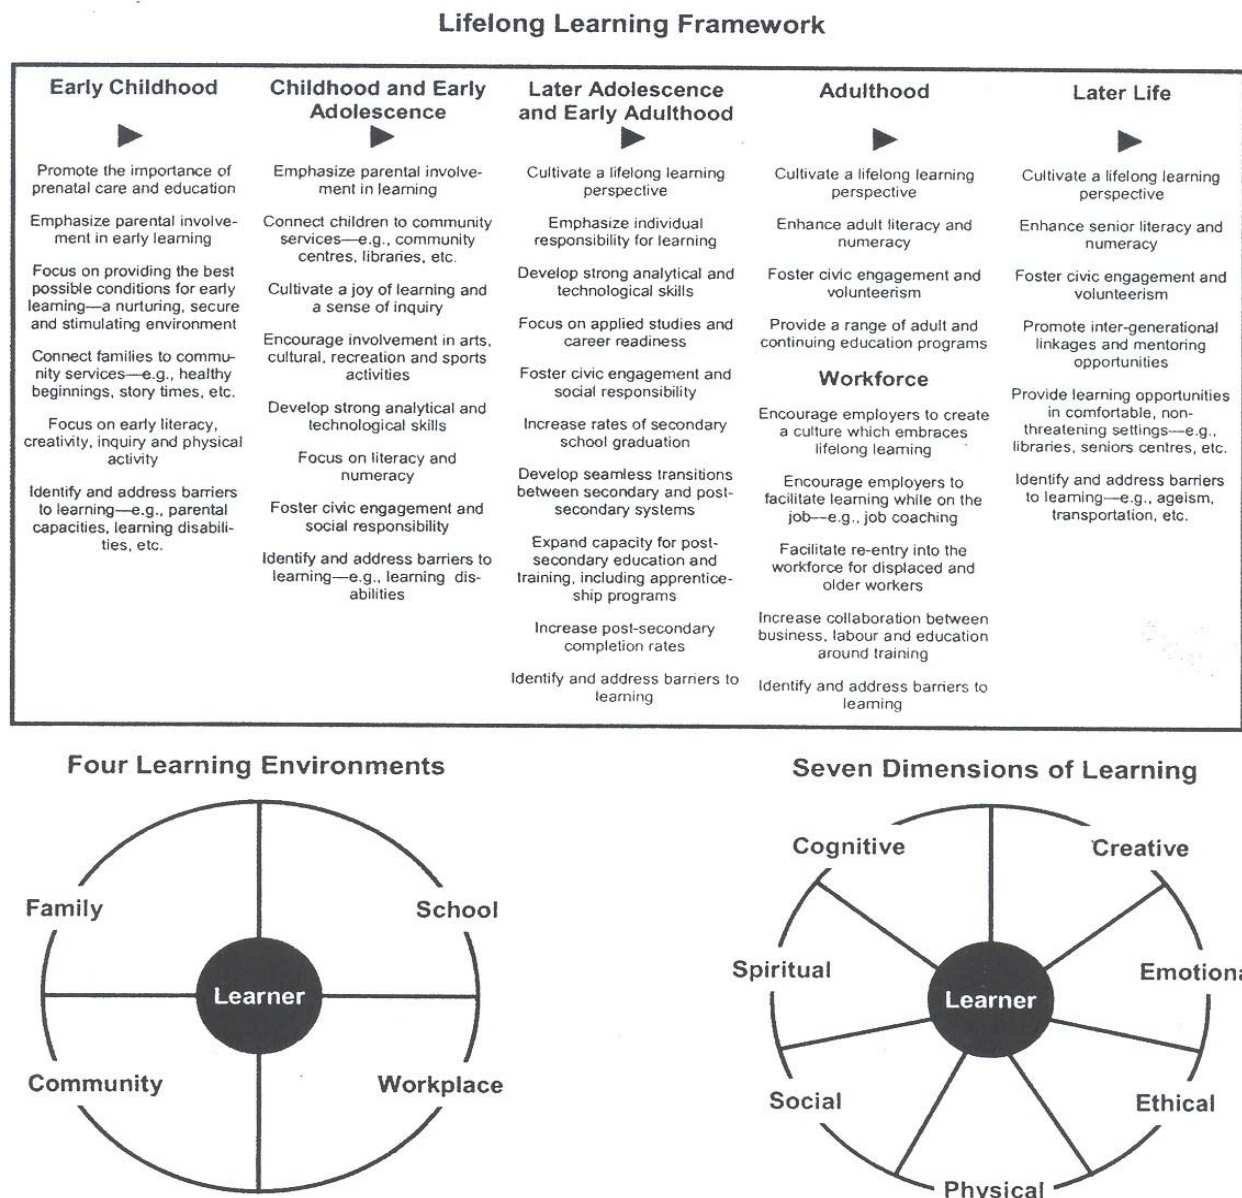 Lifelong Learning Framework
Early Childhood
Promote the importance of
prenatal care and education
Emphasize parental involve-
ment in early learning
Focus on providing the best
possible conditions for early
learning—a nurturing, secure
and stimulating environment
Connect families to commu-
nity services—e.g., healthy
beginnings, story times, etc.
Focus on early literacy,
creativity, inquiry and physical
activity
Identify and address barriers
to learning—e.g., parental
capacities, learning disabili-
ties, etc.
Childhood and Early
Adolescence
Emphasize parental involve-
ment in learning
Connect children to community
services—e.g., community
centres, libraries, etc.
Cultivate a joy of learning and
a sense of inquiry
Encourage involvement in arts,
cultural, recreation and sports
activities
Develop strong analytical and
technological skills
Focus on literacy and
numeracy
Foster civic engagement and
social responsibility
Identify and address barriers to
learning—e.g., learning dis-
abilities
Later Adolescence
and Early Adulthood
Cultivate a lifelong learning
perspective
Emphasize individual
responsibility for learning
Develop strong analytical and
technological skills
Focus on applied studies and
career readiness
Foster civic engagement and
social responsibility
Increase rates of secondary
school graduation
Develop seamless transitions
between secondary and post-
secondary systems
Expand capacity for post-
secondary education and
training, including apprentice-
ship programs
Increase post-secondary
completion rates
Identify and address barriers to
learning
Adulthood
Cultivate a lifelong learning
perspective
Enhance adult literacy and
numeracy
Foster civic engagement and
volunteerism
Provide a range of adult and
continuing education programs
Workforce
Encourage employers to create
a culture which embraces
lifelong learning
Encourage employers to
facilitate learning while on the
job—e.g., job coaching
Facilitate re-entry into the
workforce for displaced and
older workers
Increase collaboration between
business, labour and education
around training
Identify and address barriers to
learning
Later Life
Cultivate a lifelong learning
perspective
Enhance senior literacy and
numeracy
Foster civic engagement and
volunteerism
Promote inter-generational
linkages and mentoring
opportunities
Provide learning opportunities
in comfortable, non-
threatening settings—e.g.,
libraries, seniors centres, etc.
Identify and address barriers
to learning—e.g., ageism,
transportation, etc.
Four Learning Environments
Family
School
Learner
Community
Workplace
Seven Dimensions of Learning
Cognitive
Creative
Spiritual
Emotiona
Learner
Social
Ethical
Physical